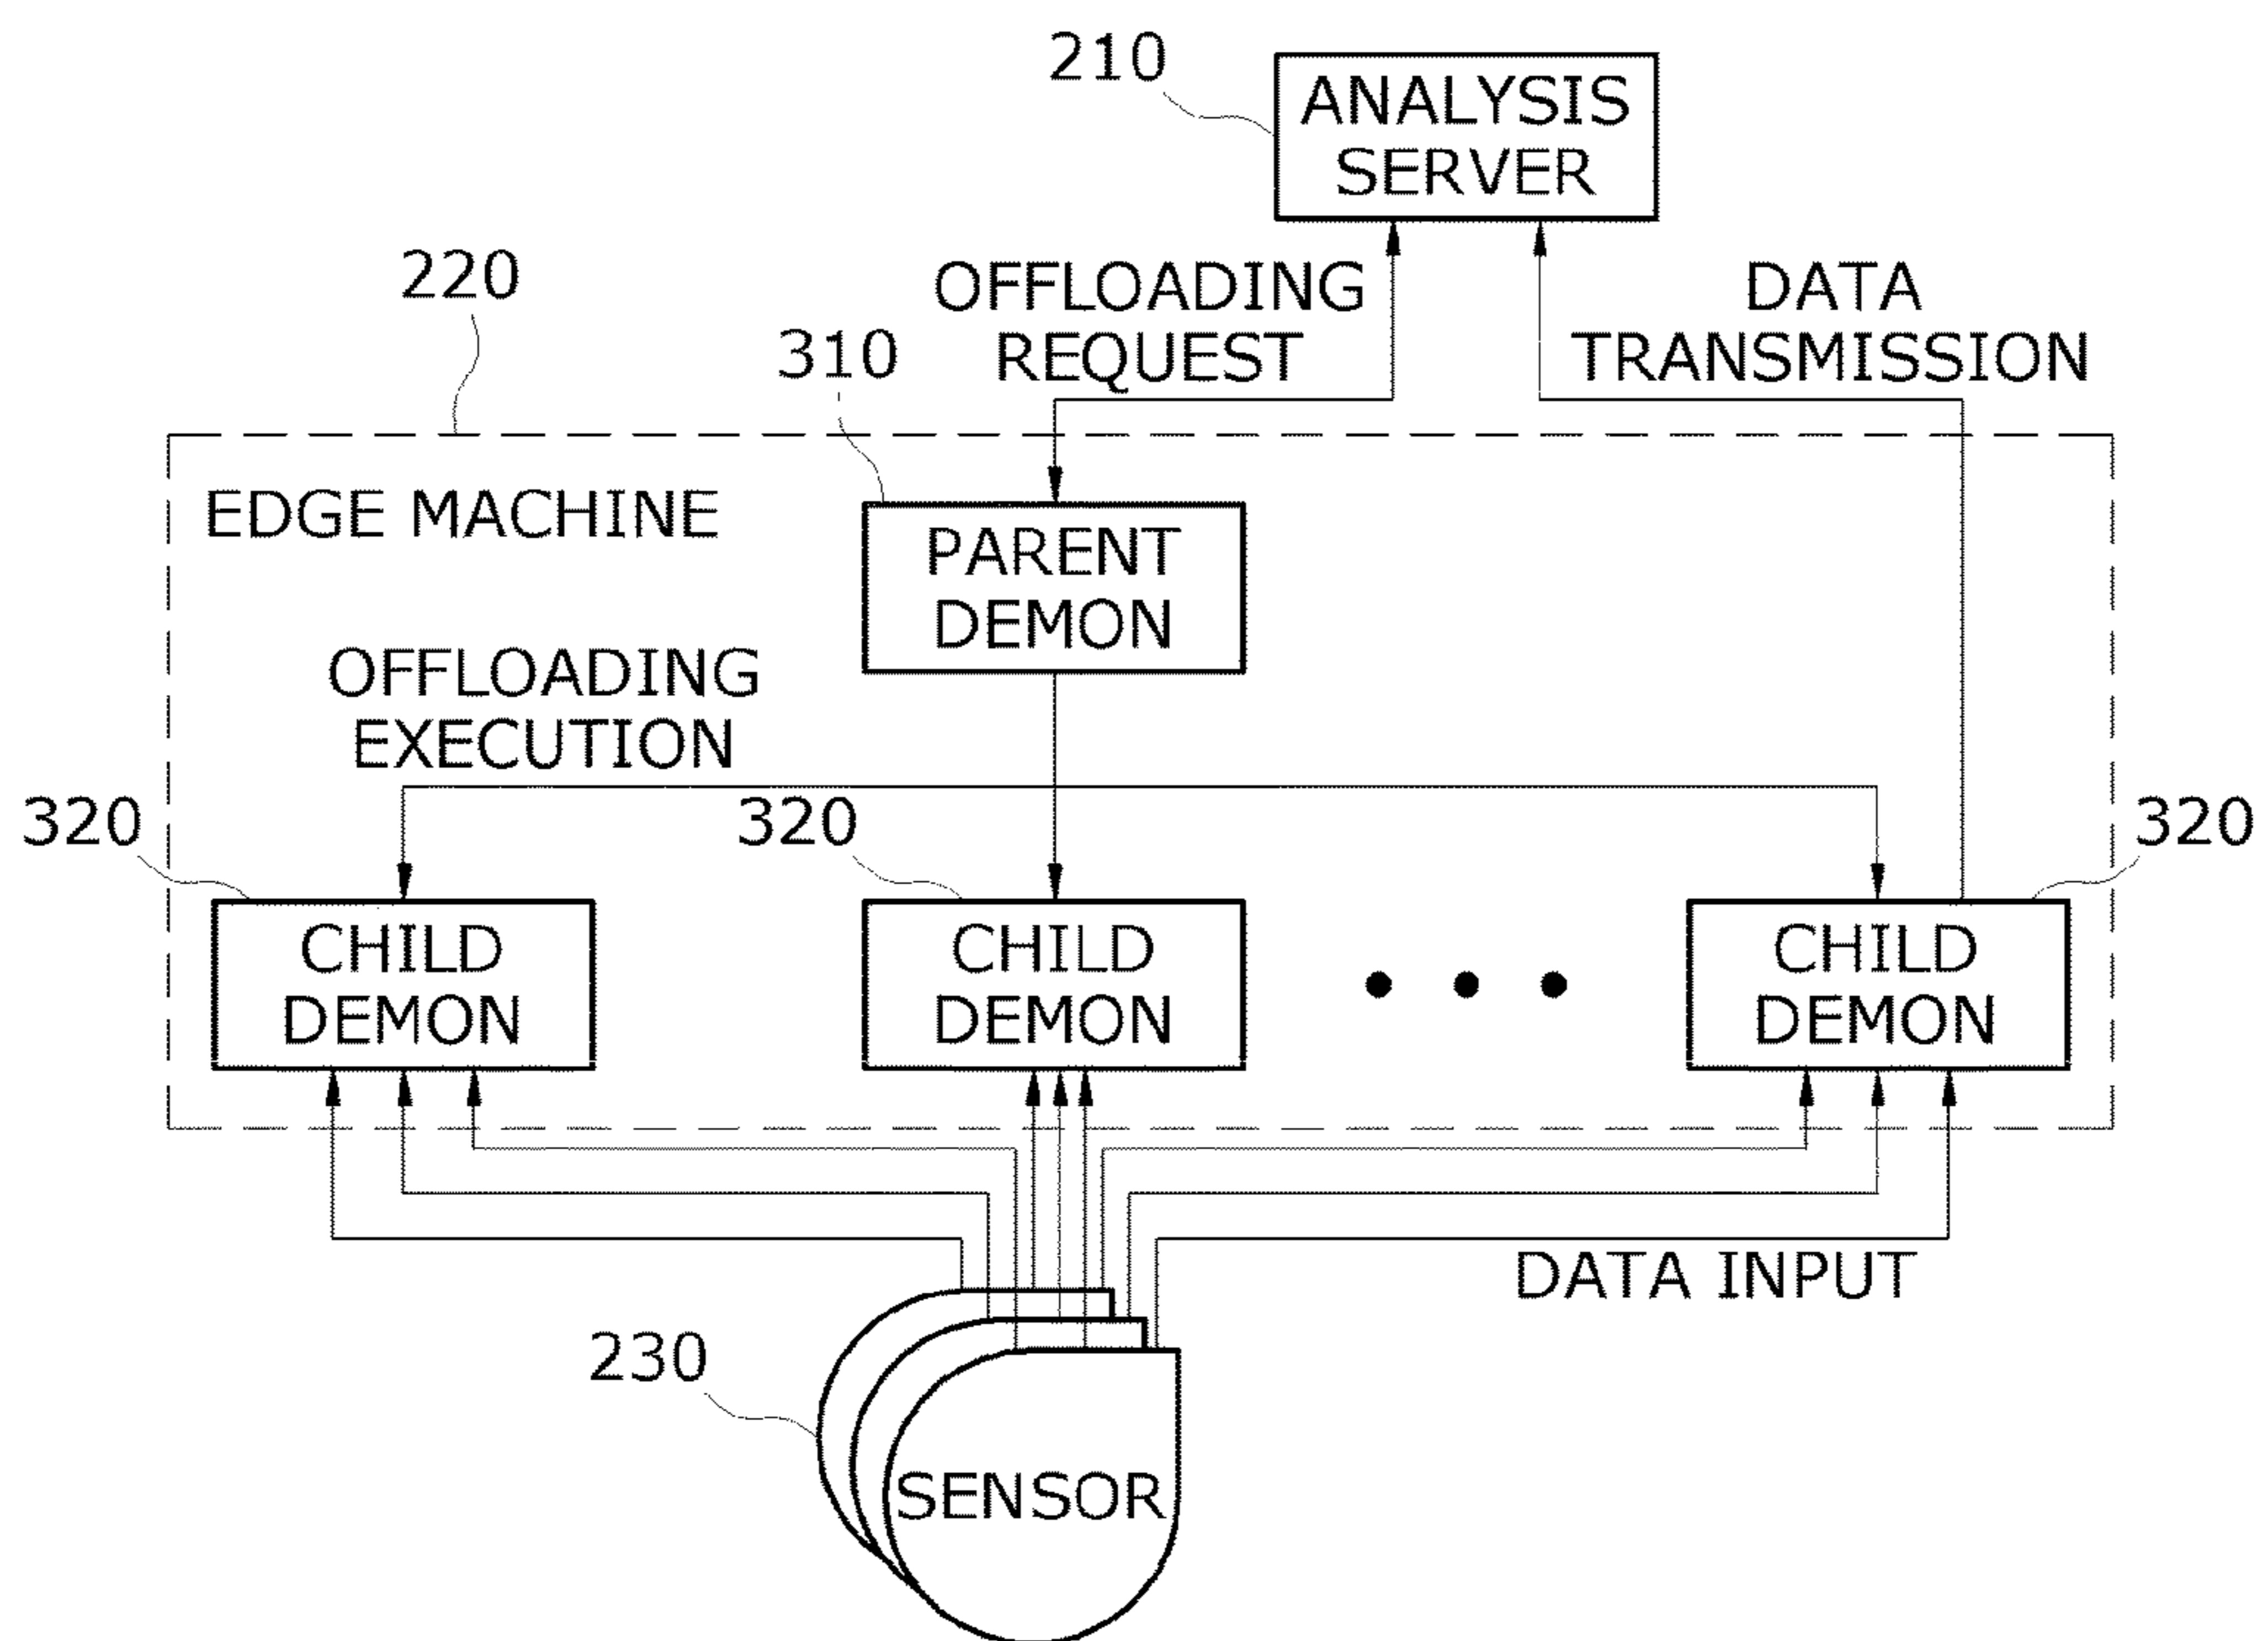 210
ANALYSIS
SERVER
220
OFFLOADING
REQUEST
DATA
TRANSMISSION
310
EDGE MACHINE
PARENT
DEMON
OFFLOADING
EXECUTION
320
320
320
CHILD
DEMON
CHILD
DEMON
CHILD
DEMON
DATA INPUT
230
SENSOR